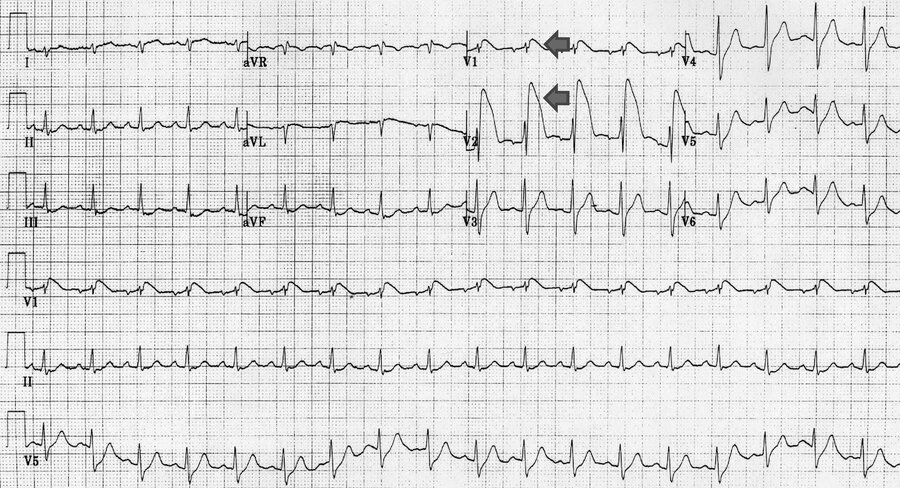 I aVR V1 V4
II aVL V2 V5
III aVF V3 V6
V1
II
V5